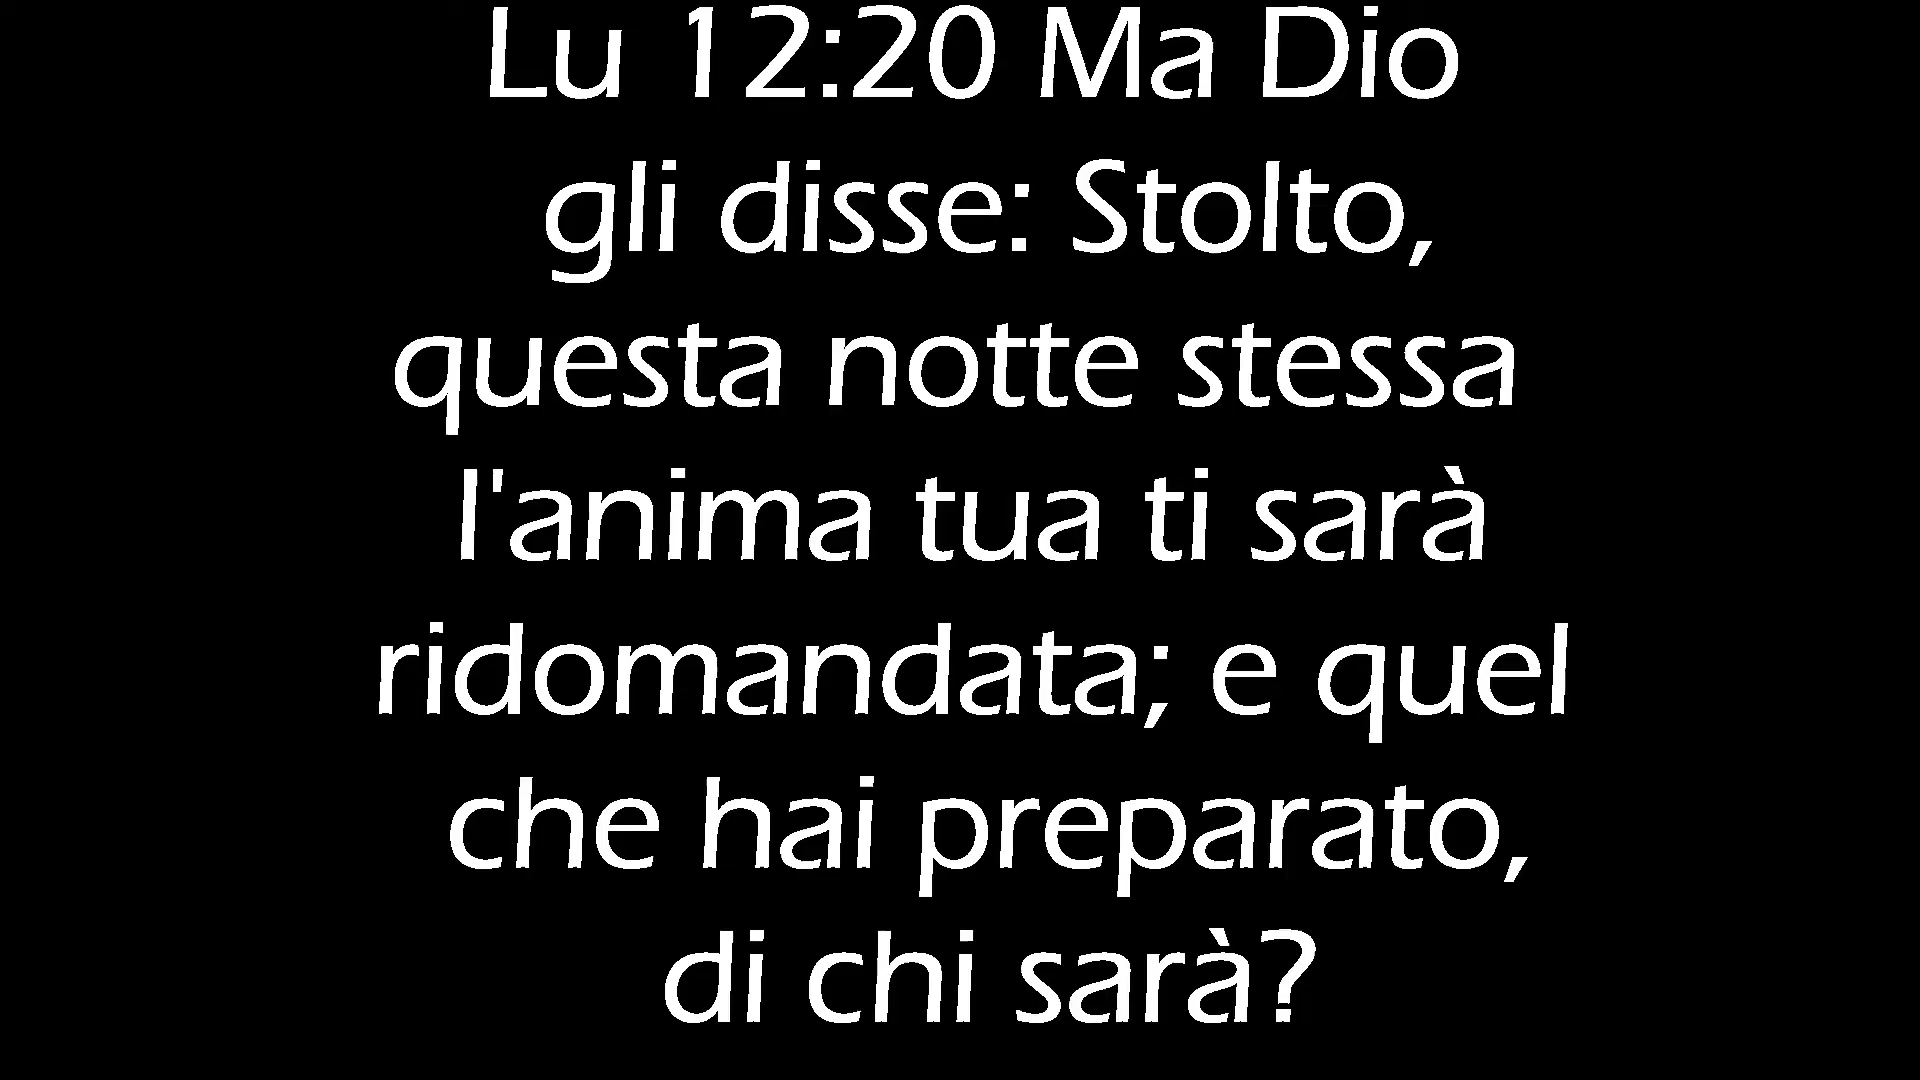 Lu 12:20 Ma Dio
gli disse: Stolto,
questa notte stessa
l'anima tua ti sarà
ridomandata; e quel
che hai preparato,
di chi sarà?